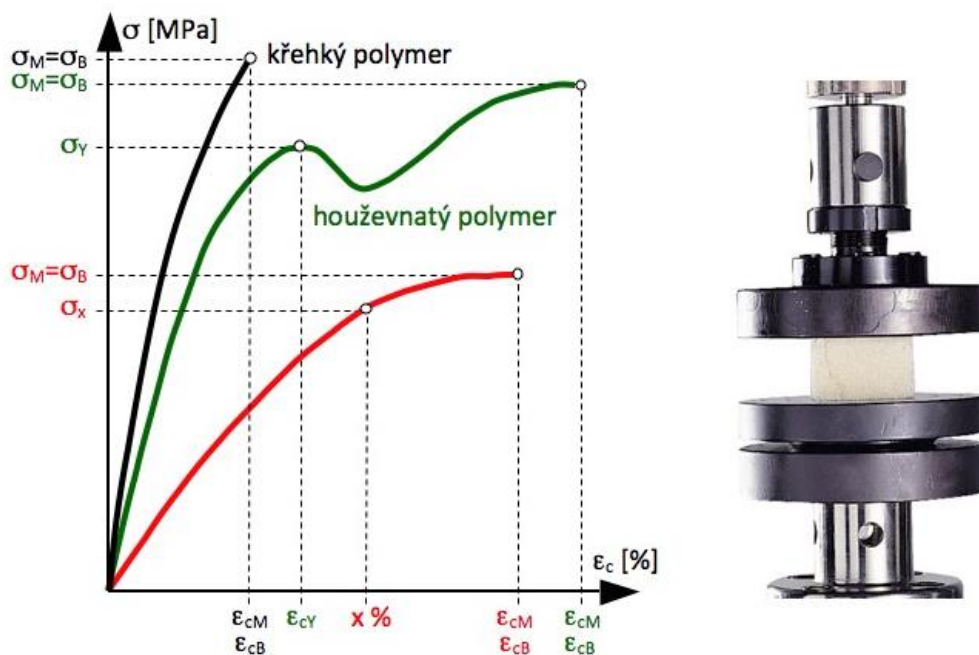 σ [MPa]
σM=σB
křehký polymer
σM=σB
σY
houževnatý polymer
σM=σB
σx
εc [%]
εcM εcY x % εcM εcM
εcB εcB εcB